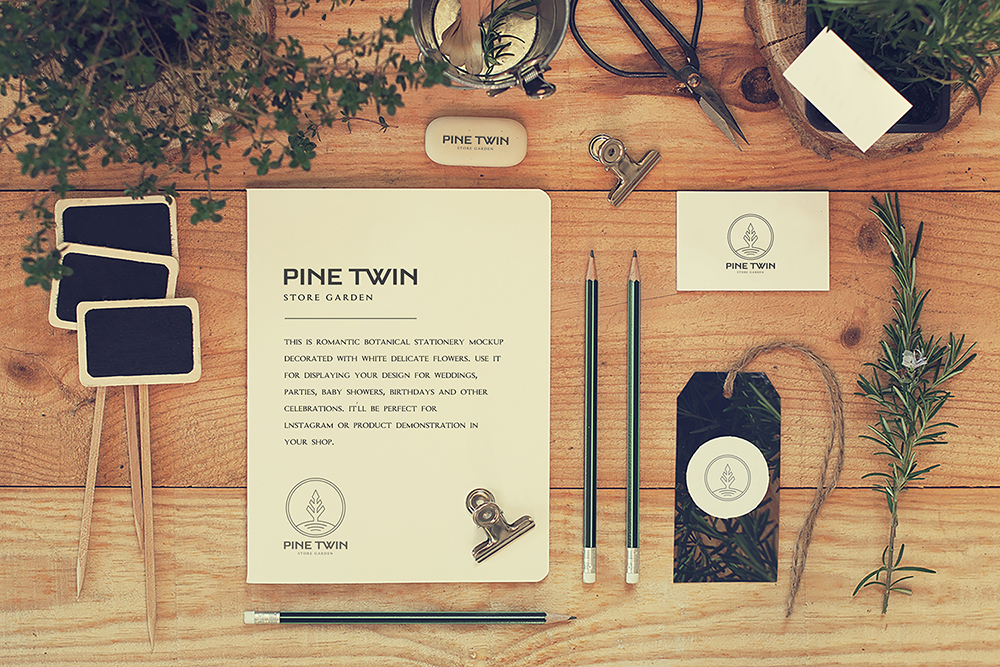 PINE TWIN
STORE GARDEN
PINE TWIN
STORE GARDEN
PINE TWIN
STORE GARDEN
THIS IS ROMANTIC BOTANICAL STATIONERY MOCKUP
DECORATED WITH WHITE DELICATE FLOWERS. USE IT
FOR DISPLAYING YOUR DESIGN FOR WEDDINGS,
PARTIES, BABY SHOWERS, BIRTHDAYS AND OTHER
CELEBRATIONS. IT'LL BE PERFECT FOR
LNSTAGRAM OR PRODUCT DEMONSTRATION IN
YOUR SHOP.
PINE TWIN
STORE GARDEN